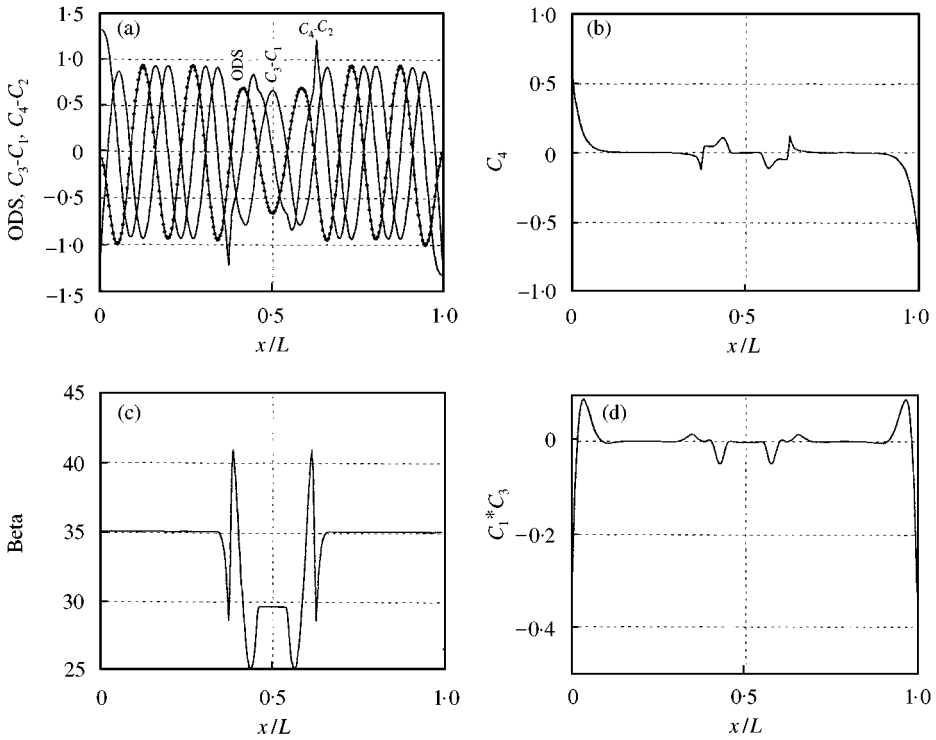 (a)
1·5
1·0
0·5
0
−0·5
−1·0
−1·5
ODS, C3-C1, C4-C2
ODS
C3-C1
C4-C2
0
0·5
1·0
x/L
(b)
1·0
0·5
0
−0·5
−1·0
C4
0
0·5
1·0
x/L
(c)
45
40
35
30
25
Beta
0
0·5
1·0
x/L
(d)
0
−0·2
−0·4
C1*C3
0
0·5
1·0
x/L